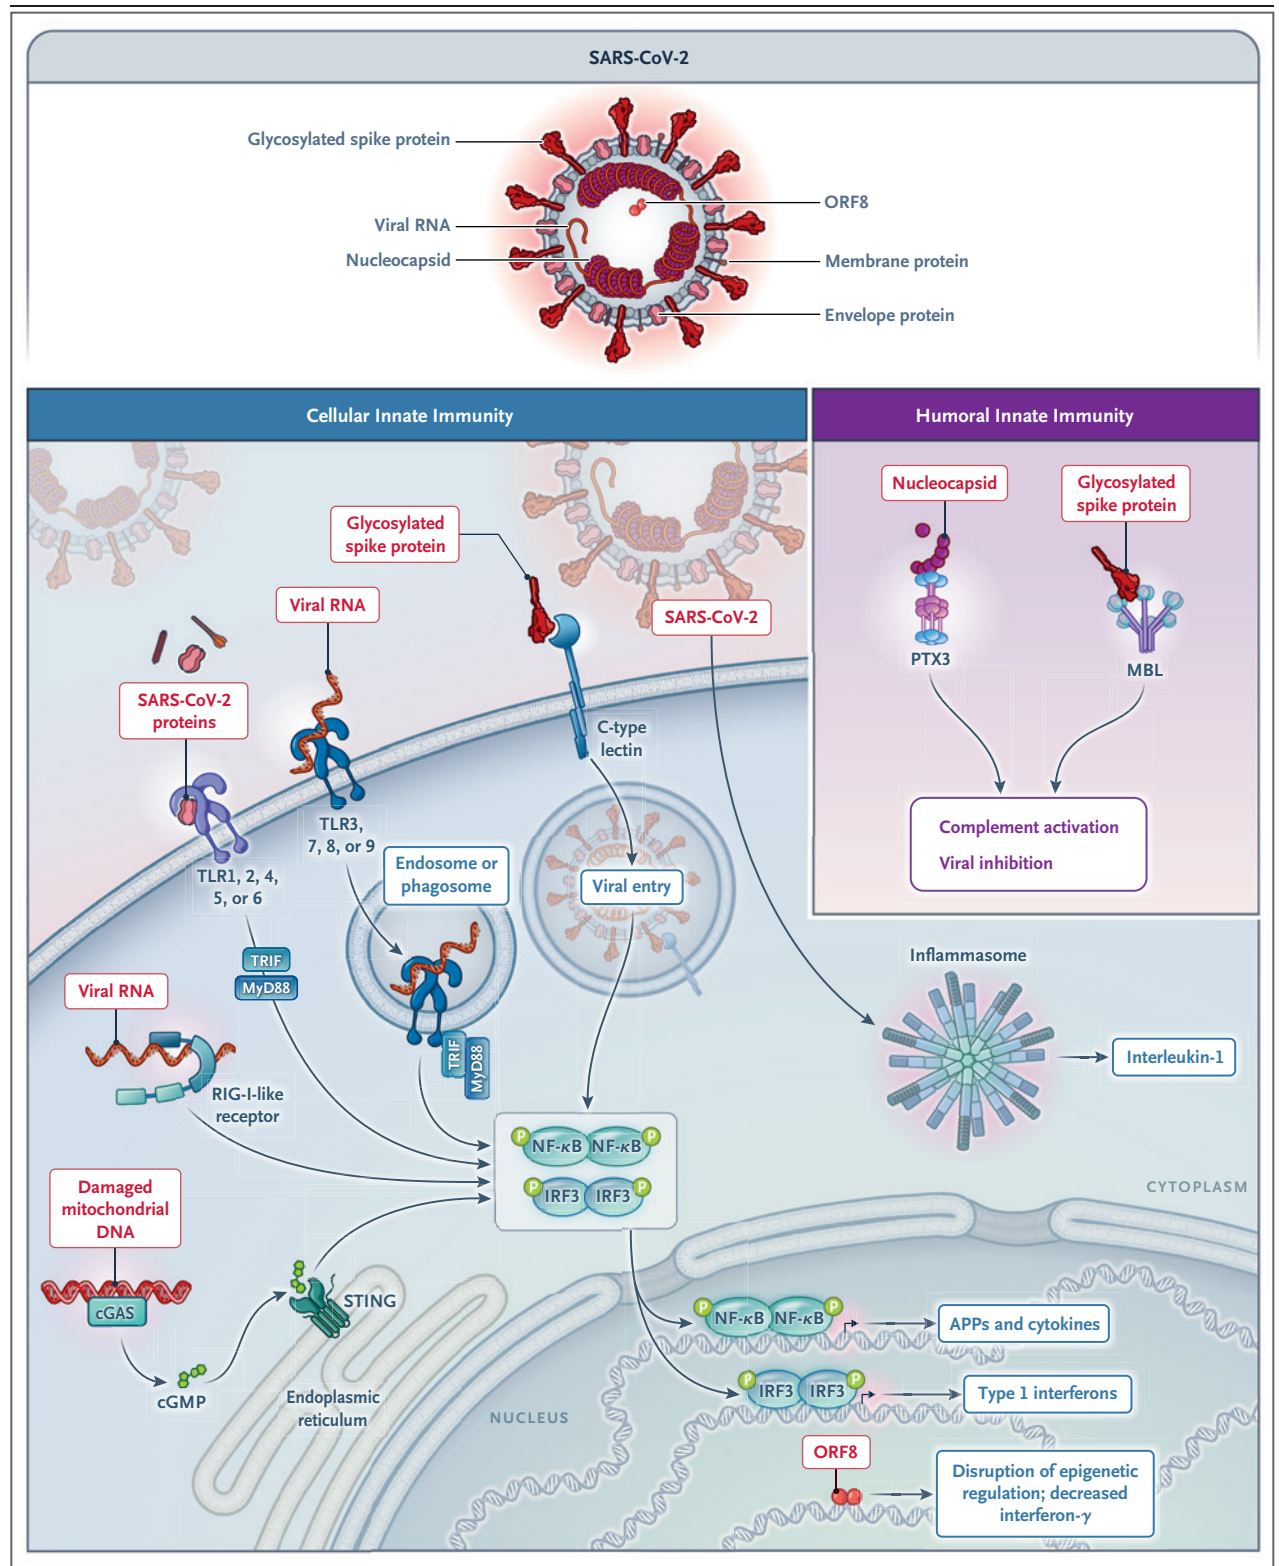 SARS-CoV-2
Glycosylated spike protein
Viral RNA
Nucleocapsid
ORF8
Membrane protein
Envelope protein
Cellular Innate Immunity
Glycosylated
spike protein
Viral RNA
SARS-CoV-2
SARS-CoV-2
proteins
C-type
lectin
TLR3,
7, 8, or 9
TLR1, 2, 4,
5, or 6
Endosome or
phagosome
Viral entry
TRIF
MyD88
Viral RNA
TRIF
MyD88
RIG-I-like
receptor
NF-κB
NF-κB
P
P
IRF3
IRF3
P
P
Damaged
mitochondrial
DNA
cGAS
cGMP
STING
Endoplasmic
reticulum
Humoral Innate Immunity
Nucleocapsid
Glycosylated
spike protein
PTX3
MBL
Complement activation
Viral inhibition
Inflammasome
Interleukin-1
CYTOPLASM
NUCLEUS
P
NF-κB
NF-κB
P
APPs and cytokines
P
IRF3
IRF3
P
Type 1 interferons
ORF8
Disruption of epigenetic
regulation; decreased
interferon-γ